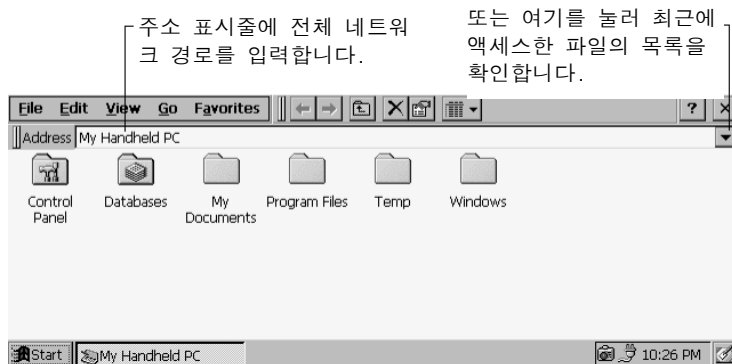 주소 표시줄에 전체 네트워
크 경로를 입력합니다.
또는 여기를 눌러 최근에
액세스한 파일의 목록을
확인합니다.
File Edit View Go Favorites ? ×
Address My Handheld PC
Control Panel
Databases
My Documents
Program Files
Temp
Windows
Start My Handheld PC 10:26 PM